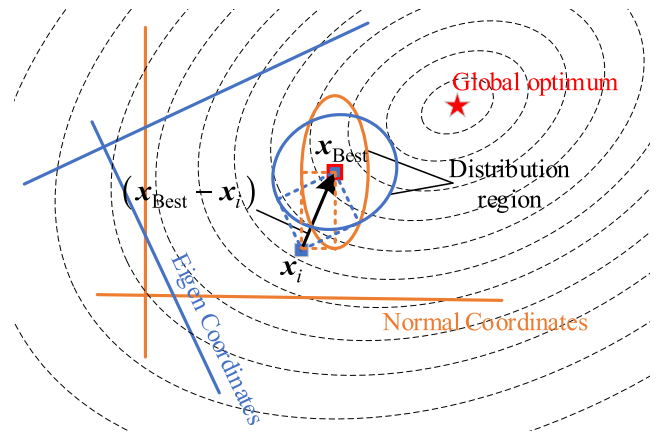 Global optimum
x_Best
Distribution
region
(x_Best − x_i)
x_i
Eigen Coordinates
Normal Coordinates